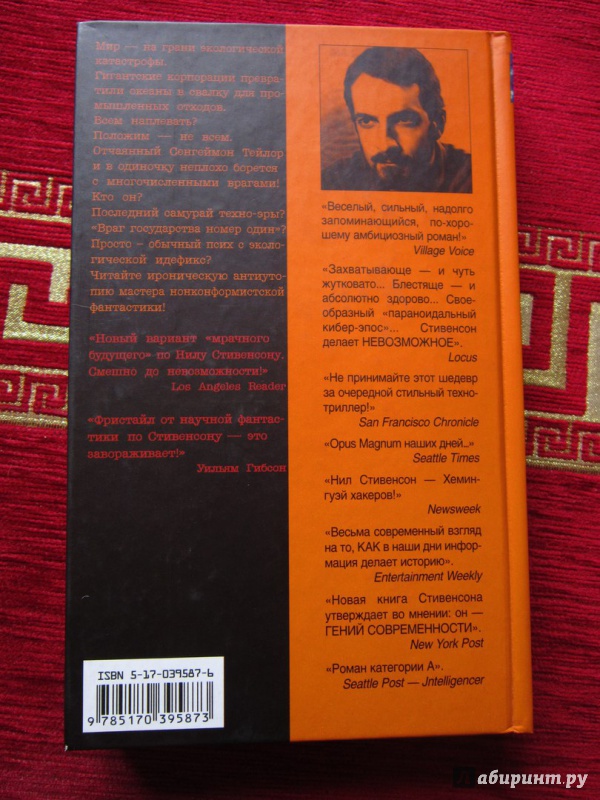 Мир — на грани экологической
катастрофы.
Гигантские корпорации превра-
тили океаны в свалку для про-
мышленных отходов.
Всем наплевать?
Положим — не всем.
Отчаянный Сенгеймон Тейлор
и в одиночку неплохо борется
с многочисленными врагами!
Кто он?
Последний самурай техно-эры?
«Враг государства номер один»?
Просто – обычный псих с эколо-
гической идефикс?
Читайте ироническую антиуто-
пию мастера нонконформистской
фантастики!
«Новый вариант «мрачного
будущего» по Нилу Стивенсону.
Смешно до невозможности!»
Los Angeles Reader
«Фристайл от научной фантас-
тики по Стивенсону — это
завораживает!»
Уильям Гибсон
ISBN 5-17-039587-6
9 785170 395873
«Веселый, сильный, надолго
запоминающийся, по-хоро-
шему амбициозный роман!»
Village Voice
«Захватывающе — и чуть
жутковато... Блестяще — и
абсолютно здорово... Свое-
образный «параноидальный
кибер-эпос»... Стивенсон
делает НЕВОЗМОЖНОЕ».
Locus
«Не принимайте этот шедевр
за очередной стильный техно-
триллер!»
San Francisco Chronicle
«Opus Magnum наших дней...»
Seattle Times
«Нил Стивенсон — Хемин-
гуэй хакеров!»
Newsweek
«Весьма современный взгляд
на то, КАК в наши дни инфор-
мация делает историю».
Entertainment Weekly
«Новая книга Стивенсона
утверждает во мнении: он —
ГЕНИЙ СОВРЕМЕННОСТИ».
New York Post
«Роман категории А».
Seattle Post — Jntelligencer
абиринт.ру